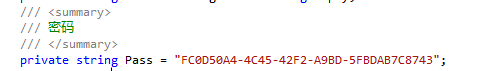 /// <summary>
/// 密码
/// </summary>
private string Pass = "FC0D50A4-4C45-42F2-A9BD-5FBDAB7C8743";